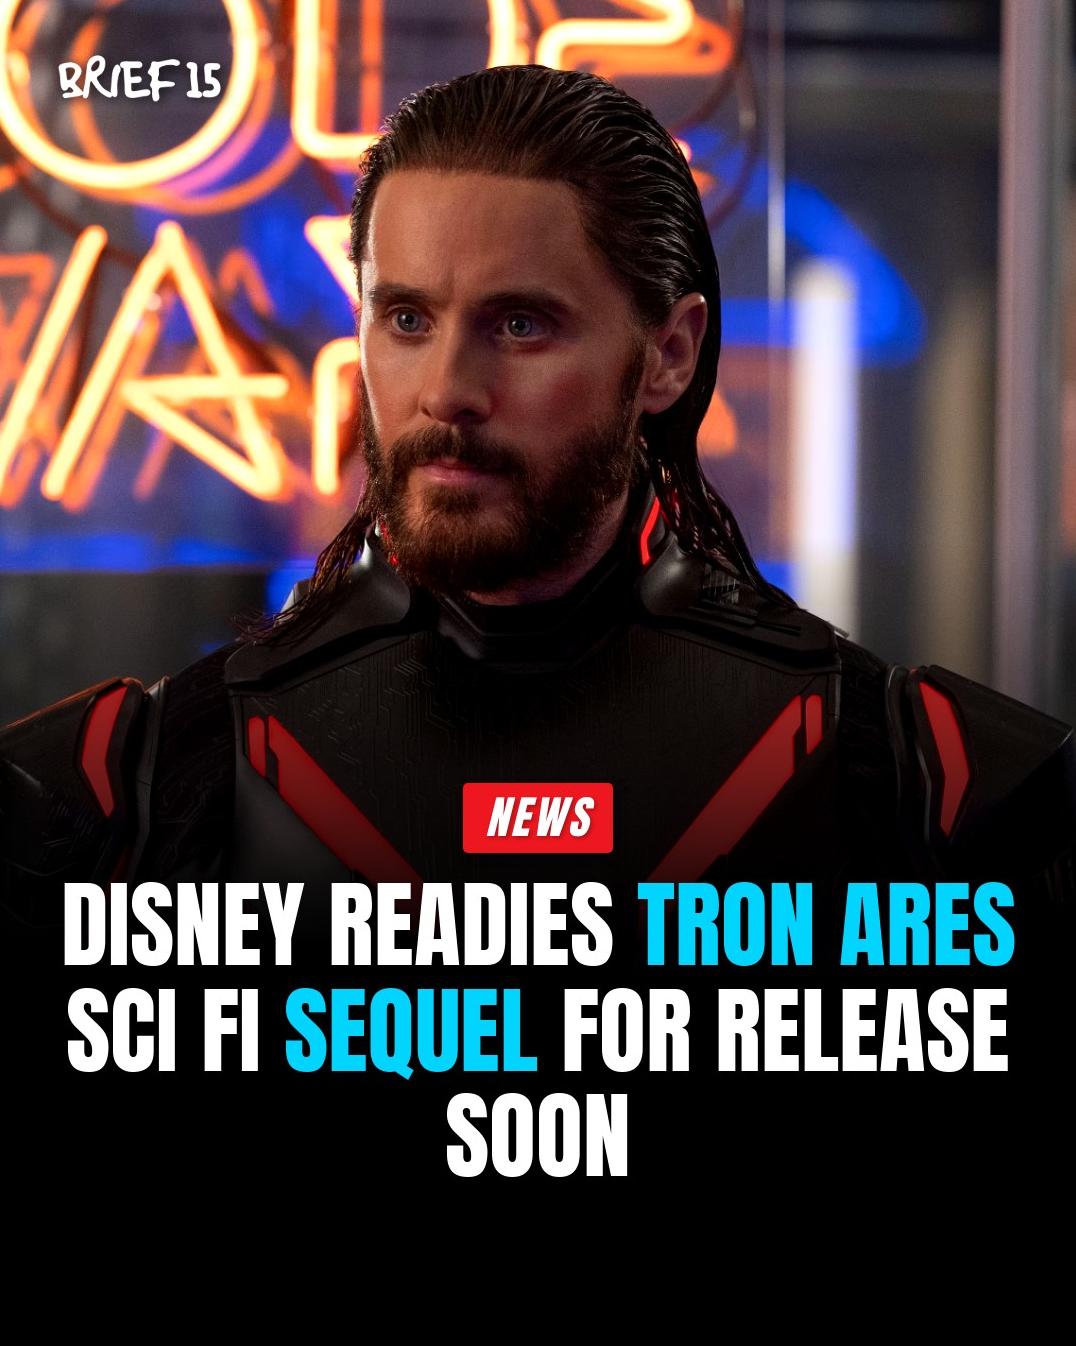 BRIEF 15
NEWS
DISNEY READIES TRON ARES
SCI FI SEQUEL FOR RELEASE
SOON